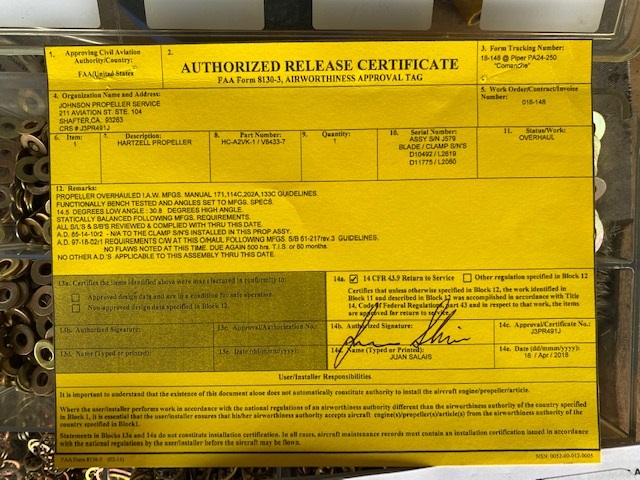 1. Approving Civil Aviation
Authority/Country:
FAA/United States
2.
AUTHORIZED RELEASE CERTIFICATE
FAA Form 8130-3, AIRWORTHINESS APPROVAL TAG
3. Form Tracking Number:
18-148 @ Piper PA24-250
"Comanche"
4. Organization Name and Address:
JOHNSON PROPELLER SERVICE
211 AVIATION ST. STE. 104
SHAFTER, CA. 93263
CRS # J3PR491J
5. Work Order/Contract/Invoice
Number:
018-148
6. Item:
1
7. Description:
HARTZELL PROPELLER
8. Part Number:
HC-A2VK-1 / V8433-7
9. Quantity:
1
10. Serial Number:
ASSY S/N J579
BLADE / CLAMP S/N'S
D10492 / L2619
D11775 / L2060
11. Status/Work:
OVERHAUL
12. Remarks:
PROPELLER OVERHAULED I.A.W. MFGS. MANUAL 171,114C,202A,133C GUIDELINES.
FUNCTIONALLY BENCH TESTED AND ANGLES SET TO MFGS. SPECS.
14.5 DEGREES LOW ANGLE : 30.8 DEGREES HIGH ANGLE.
STATICALLY BALANCED FOLLOWING MFGS. REQUIREMENTS.
ALL S/L'S & S/B'S REVIEWED & COMPLIED WITH THRU THIS DATE.
A.D. 85-14-10r2 - N/A TO THE CLAMP S/N'S INSTALLED IN THIS PROP ASSY.
A.D. 97-18-02r1 REQUIREMENTS C/W AT THIS O/HAUL FOLLOWING MFGS. S/B 61-217rev.3 GUIDELINES.
NO FLAWS NOTED AT THIS TIME. DUE AGAIN 500 hrs. T.I.S. or 60 months.
NO OTHER A.D.'S APPLICABLE TO THIS ASSEMBLY THRU THIS DATE.
13a. Certifies the items identified above were manufactured in conformity to:
Approved design data and are in a condition for safe operation.
Non-approved design data specified in Block 12.
13b. Authorized Signature:
13c. Approval/Authorization No.:
13d. Name (Typed or printed):
13e. Date (dd/mmm/yyyy):
14a. 14 CFR 43.9 Return to Service
Other regulation specified in Block 12
Certifies that unless otherwise specified in Block 12, the work identified in
Block 11 and described in Block 12 was accomplished in accordance with Title
14, Code of Federal Regulations, part 43 and in respect to that work, the items
are approved for return to service.
14b. Authorized Signature:
14c. Approval/Certificate No.:
J3PR491J
14d. Name (Typed or Printed):
JUAN SALAIS
14e. Date (dd/mmm/yyyy):
16 / Apr / 2018
User/Installer Responsibilities
It is important to understand that the existence of this document alone does not automatically constitute authority to install the aircraft engine/propeller/article.
Where the user/installer performs work in accordance with the national regulations of an airworthiness authority different than the airworthiness authority of the country specified
in Block 1, it is essential that the user/installer ensures that his/her airworthiness authority accepts aircraft engine(s)/propeller(s)/article(s) from the airworthiness authority of the
country specified in Block1.
Statements in Blocks 13a and 14a do not constitute installation certification. In all cases, aircraft maintenance records must contain an installation certification issued in accordance
with the national regulations by the user/installer before the aircraft may be flown.
FAA Form 8130-3 (02-14)
NSN: 0052-00-012-9005